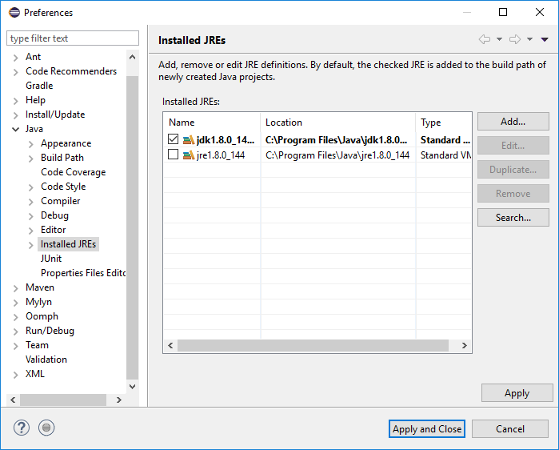 Preferences
type filter text
Ant
Code Recommenders
Gradle
Help
Install/Update
Java
Appearance
Build Path
Code Coverage
Code Style
Compiler
Debug
Editor
Installed JREs
JUnit
Properties Files Edito
Maven
Mylyn
Oomph
Run/Debug
Team
Validation
XML
Installed JREs
Add, remove or edit JRE definitions. By default, the checked JRE is added to the build path of
newly created Java projects.
Installed JREs:
Name Location Type
jdk1.8.0_14... C:\Program Files\Java\jdk1.8.0... Standard ...
jre1.8.0_144 C:\Program Files\Java\jre1.8.0_144 Standard VM
Add...
Edit...
Duplicate...
Remove
Search...
Apply
? Apply and Close Cancel